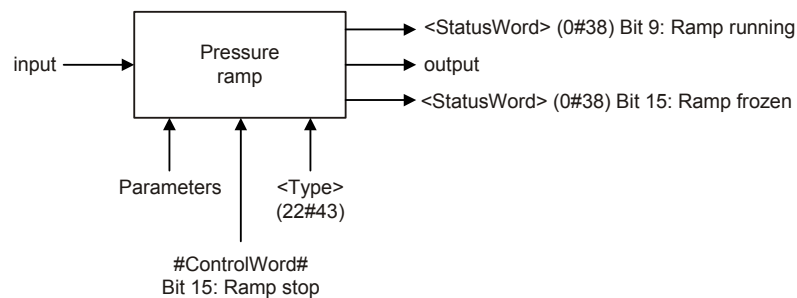 <StatusWord> (0#38) Bit 9: Ramp running
input
Pressure
ramp
output
<StatusWord> (0#38) Bit 15: Ramp frozen
Parameters
<Type>
(22#43)
#ControlWord#
Bit 15: Ramp stop